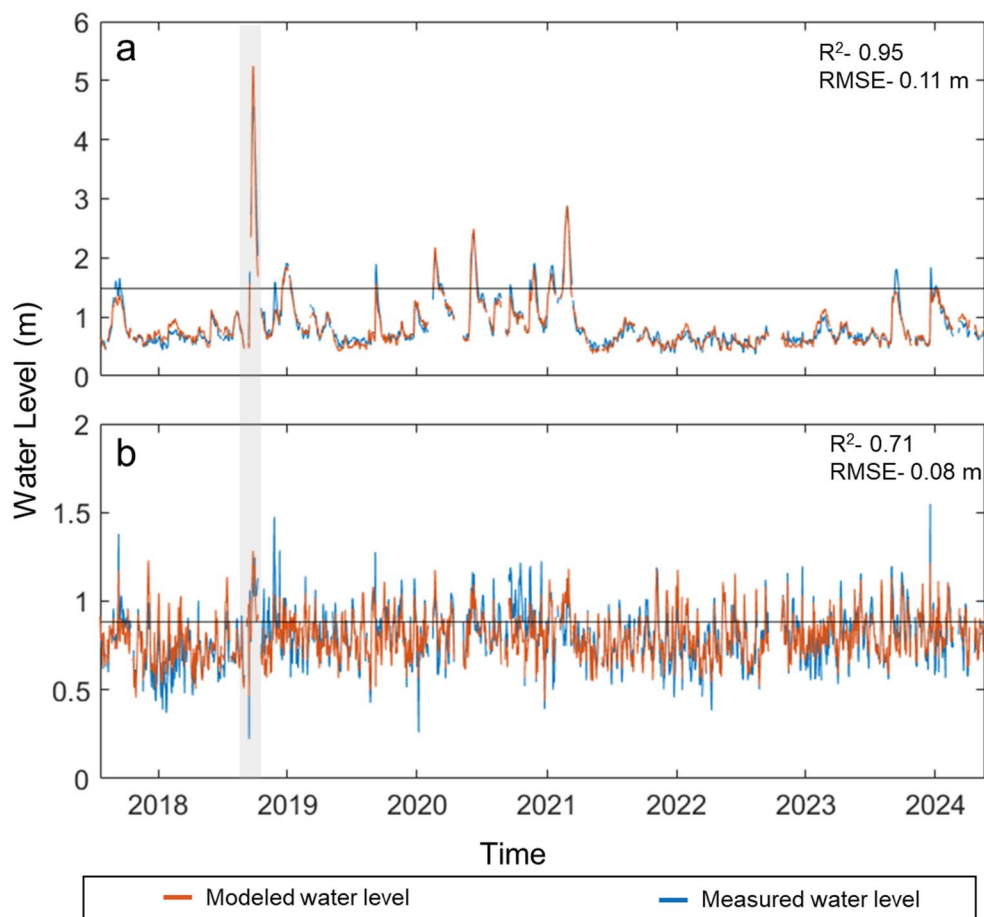 a
R²- 0.95
RMSE- 0.11 m
6
5
4
3
2
1
0
Water Level (m)
b
R²- 0.71
RMSE- 0.08 m
2
1.5
1
0.5
0
2018 2019 2020 2021 2022 2023 2024
Time
Modeled water level Measured water level